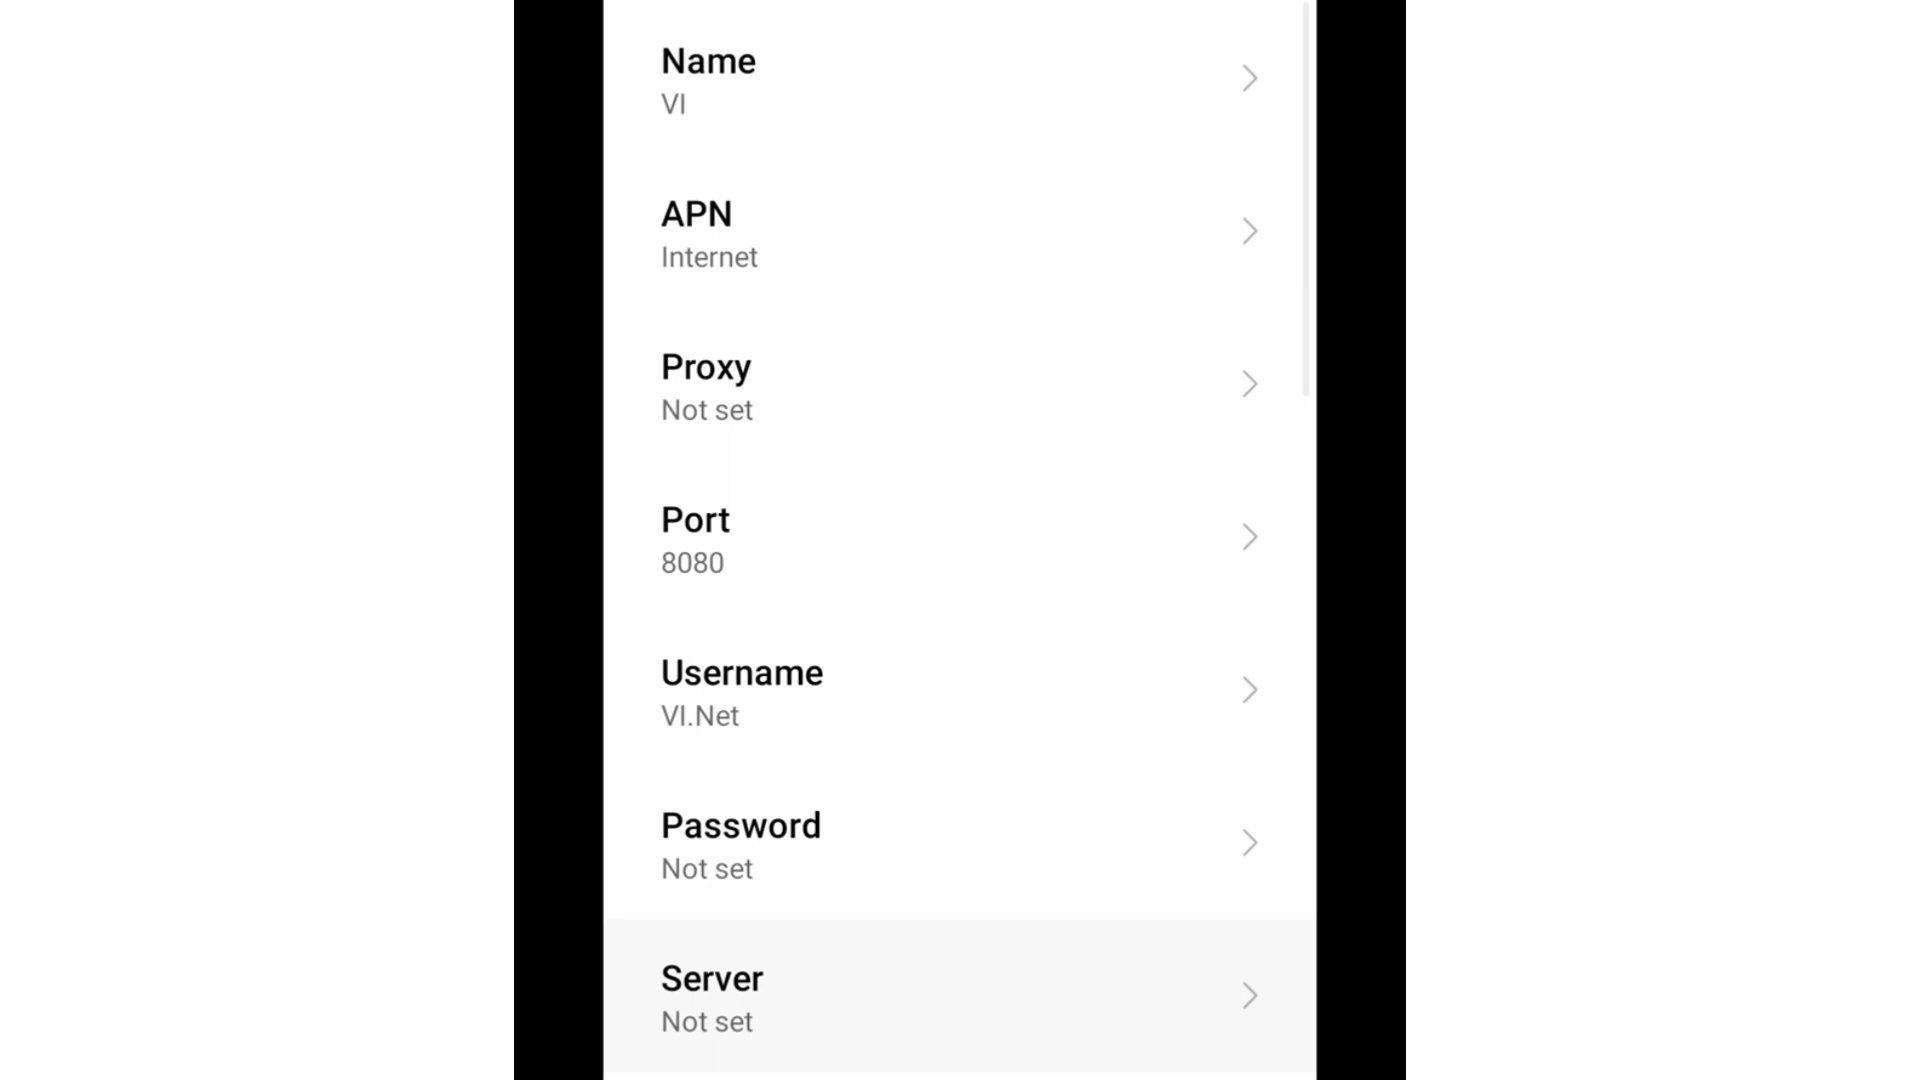 Name
VI
APN
Internet
Proxy
Not set
Port
8080
Username
VI.Net
Password
Not set
Server
Not set